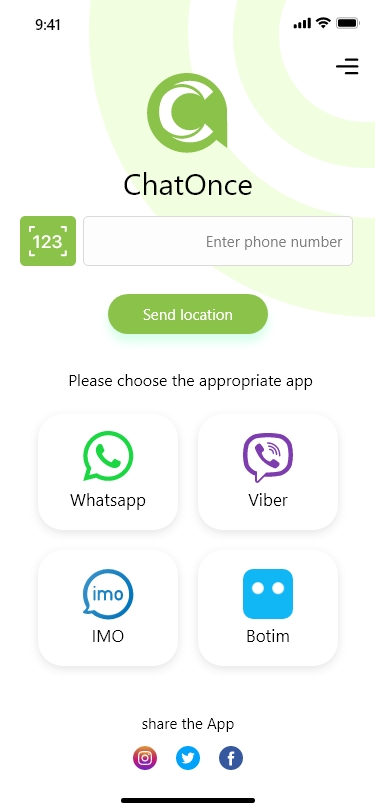 9:41
ChatOnce
123
Enter phone number
Send location
Please choose the appropriate app
Whatsapp
Viber
imo
IMO
Botim
share the App